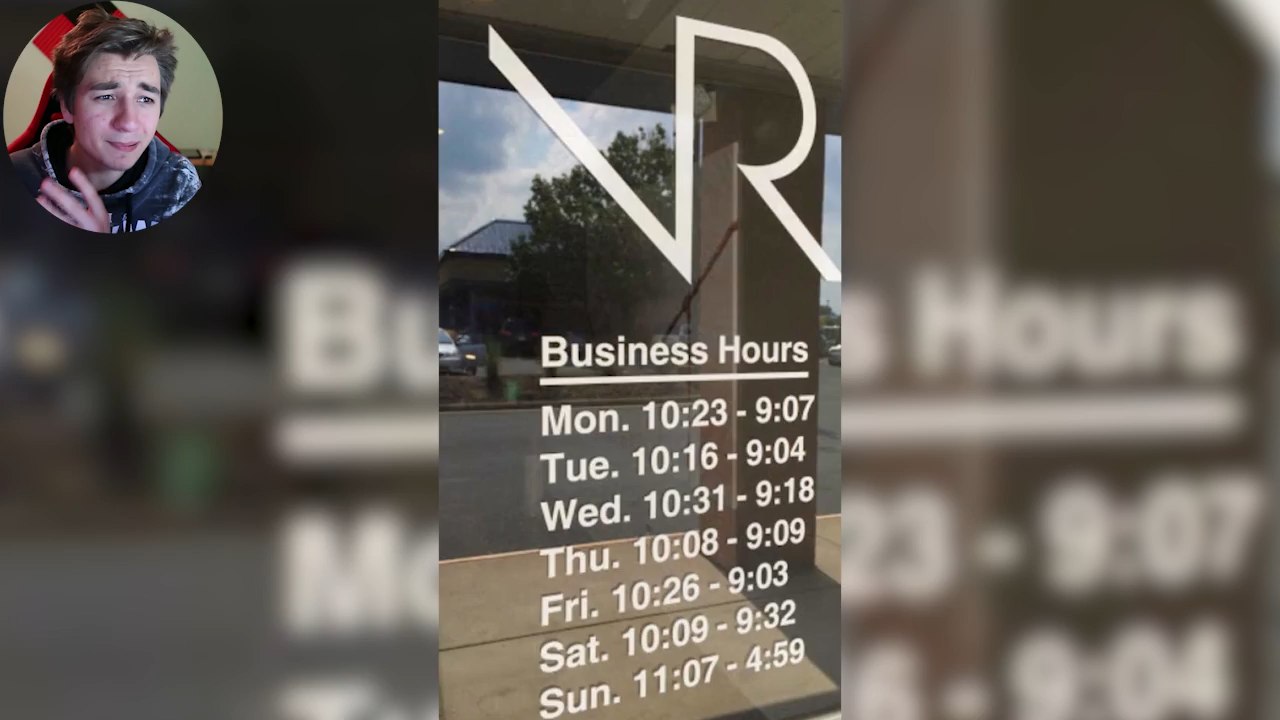 VR
Business Hours
Mon. 10:23 - 9:07
Tue. 10:16 - 9:04
Wed. 10:31 - 9:18
Thu. 10:08 - 9:09
Fri. 10:26 - 9:03
Sat. 10:09 - 9:32
Sun. 11:07 - 4:59